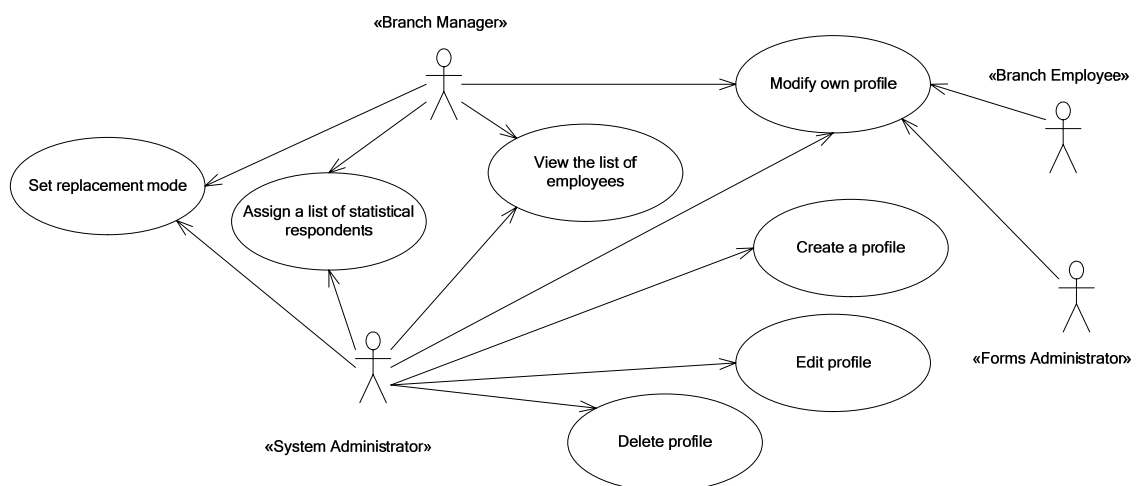 «Branch Manager»
Modify own profile
«Branch Employee»
View the list of
employees
Set replacement mode
Assign a list of statistical
respondents
Create a profile
«Forms Administrator»
Edit profile
«System Administrator»
Delete profile